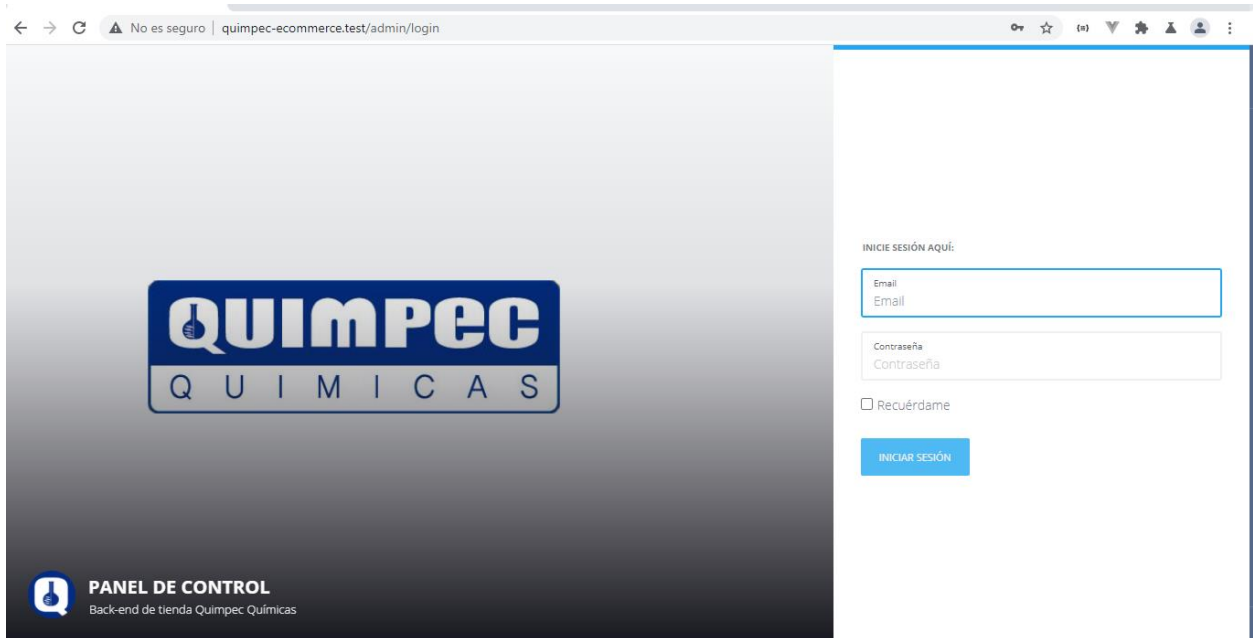 No es seguro | quimpec-ecommerce.test/admin/login
INICIE SESIÓN AQUÍ:
Email
Email
Contraseña
Contraseña
Recuérdame
INICIAR SESIÓN
QUIMPEC
QUIMICAS
PANEL DE CONTROL
Back-end de tienda Quimpec Químicas